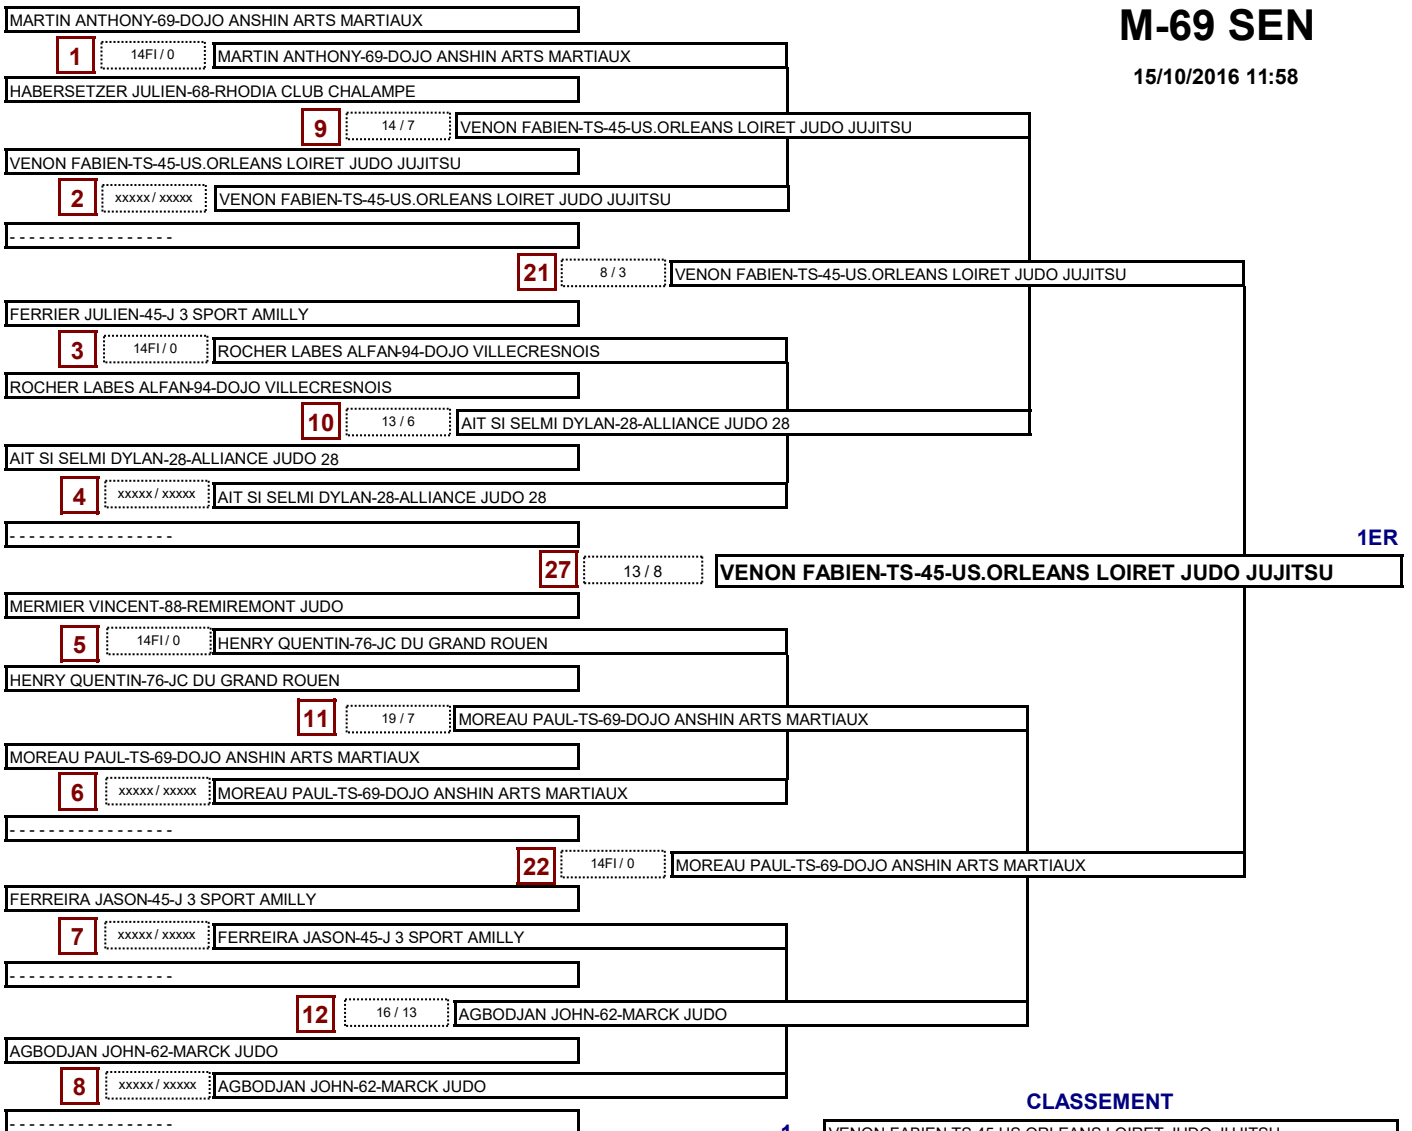 MARTIN ANTHONY-69-DOJO ANSHIN ARTS MARTIAUX
M-69 SEN
1 14FI / 0 MARTIN ANTHONY-69-DOJO ANSHIN ARTS MARTIAUX
15/10/2016 11:58
HABERSETZER JULIEN-68-RHODIA CLUB CHALAMPE
9 14 / 7 VENON FABIEN-TS-45-US.ORLEANS LOIRET JUDO JUJITSU
VENON FABIEN-TS-45-US.ORLEANS LOIRET JUDO JUJITSU
2 xxxxx / xxxxx VENON FABIEN-TS-45-US.ORLEANS LOIRET JUDO JUJITSU
- - - - - - - - - - - - - - - - -
21 8 / 3 VENON FABIEN-TS-45-US.ORLEANS LOIRET JUDO JUJITSU
FERRIER JULIEN-45-J 3 SPORT AMILLY
3 14FI / 0 ROCHER LABES ALFAN-94-DOJO VILLECRESNOIS
ROCHER LABES ALFAN-94-DOJO VILLECRESNOIS
10 13 / 6 AIT SI SELMI DYLAN-28-ALLIANCE JUDO 28
AIT SI SELMI DYLAN-28-ALLIANCE JUDO 28
4 xxxxx / xxxxx AIT SI SELMI DYLAN-28-ALLIANCE JUDO 28
- - - - - - - - - - - - - - - - -
1ER
27 13 / 8 VENON FABIEN-TS-45-US.ORLEANS LOIRET JUDO JUJITSU
MERMIER VINCENT-88-REMIREMONT JUDO
5 14FI / 0 HENRY QUENTIN-76-JC DU GRAND ROUEN
HENRY QUENTIN-76-JC DU GRAND ROUEN
11 19 / 7 MOREAU PAUL-TS-69-DOJO ANSHIN ARTS MARTIAUX
MOREAU PAUL-TS-69-DOJO ANSHIN ARTS MARTIAUX
6 xxxxx / xxxxx MOREAU PAUL-TS-69-DOJO ANSHIN ARTS MARTIAUX
- - - - - - - - - - - - - - - - -
22 14FI / 0 MOREAU PAUL-TS-69-DOJO ANSHIN ARTS MARTIAUX
FERREIRA JASON-45-J 3 SPORT AMILLY
7 xxxxx / xxxxx FERREIRA JASON-45-J 3 SPORT AMILLY
- - - - - - - - - - - - - - - - -
12 16 / 13 AGBODJAN JOHN-62-MARCK JUDO
AGBODJAN JOHN-62-MARCK JUDO
8 xxxxx / xxxxx AGBODJAN JOHN-62-MARCK JUDO
CLASSEMENT
- - - - - - - - - - - - - - - - -
1 VENON FABIEN-TS-45-US.ORLEANS LOIRET JUDO JUJITSU